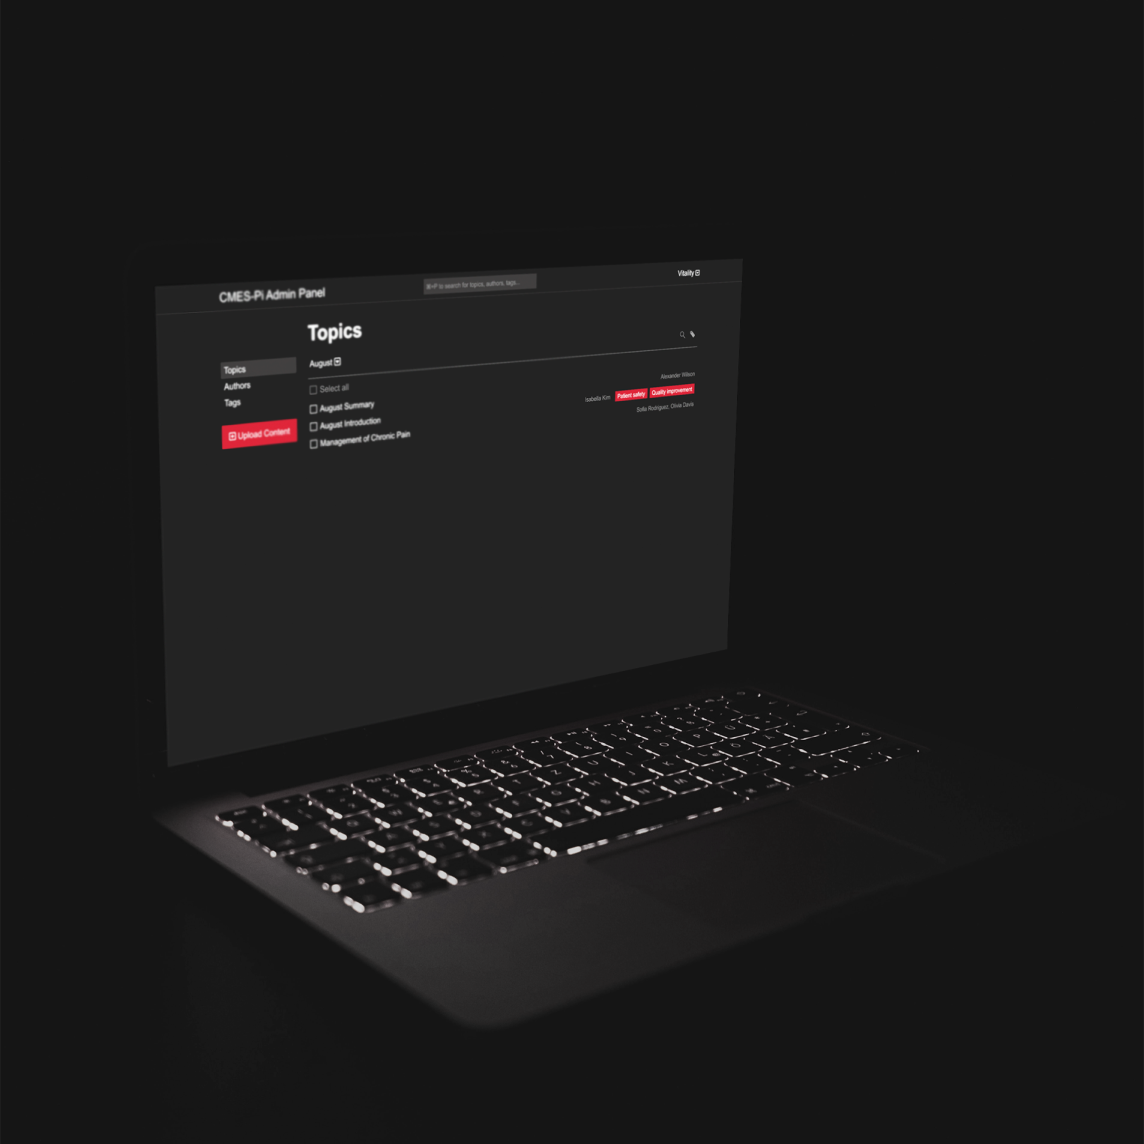 CMES-Pi Admin Panel
⌘+P to search for topics, authors, tags...
Vitality
Topics
Topics
Authors
Tags
Upload Content
August
Select all
August Summary
Alexander Wilson
August Introduction
Isabella Kim Patient safety Quality improvement
Management of Chronic Pain
Sofia Rodriguez, Olivia Davis